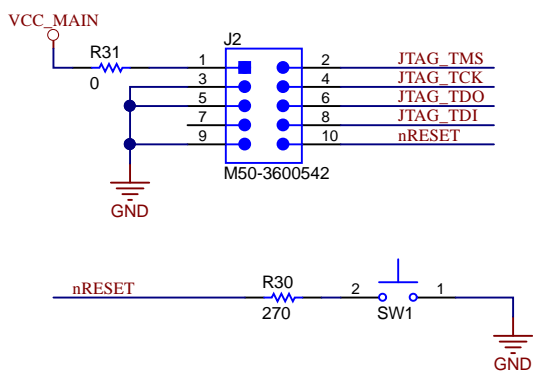 VCC_MAIN
R31
0
J2
1
2
JTAG_TMS
3
4
JTAG_TCK
5
6
JTAG_TDO
7
8
JTAG_TDI
9
10
nRESET
M50-3600542
GND
nRESET
R30
270
2
1
SW1
GND